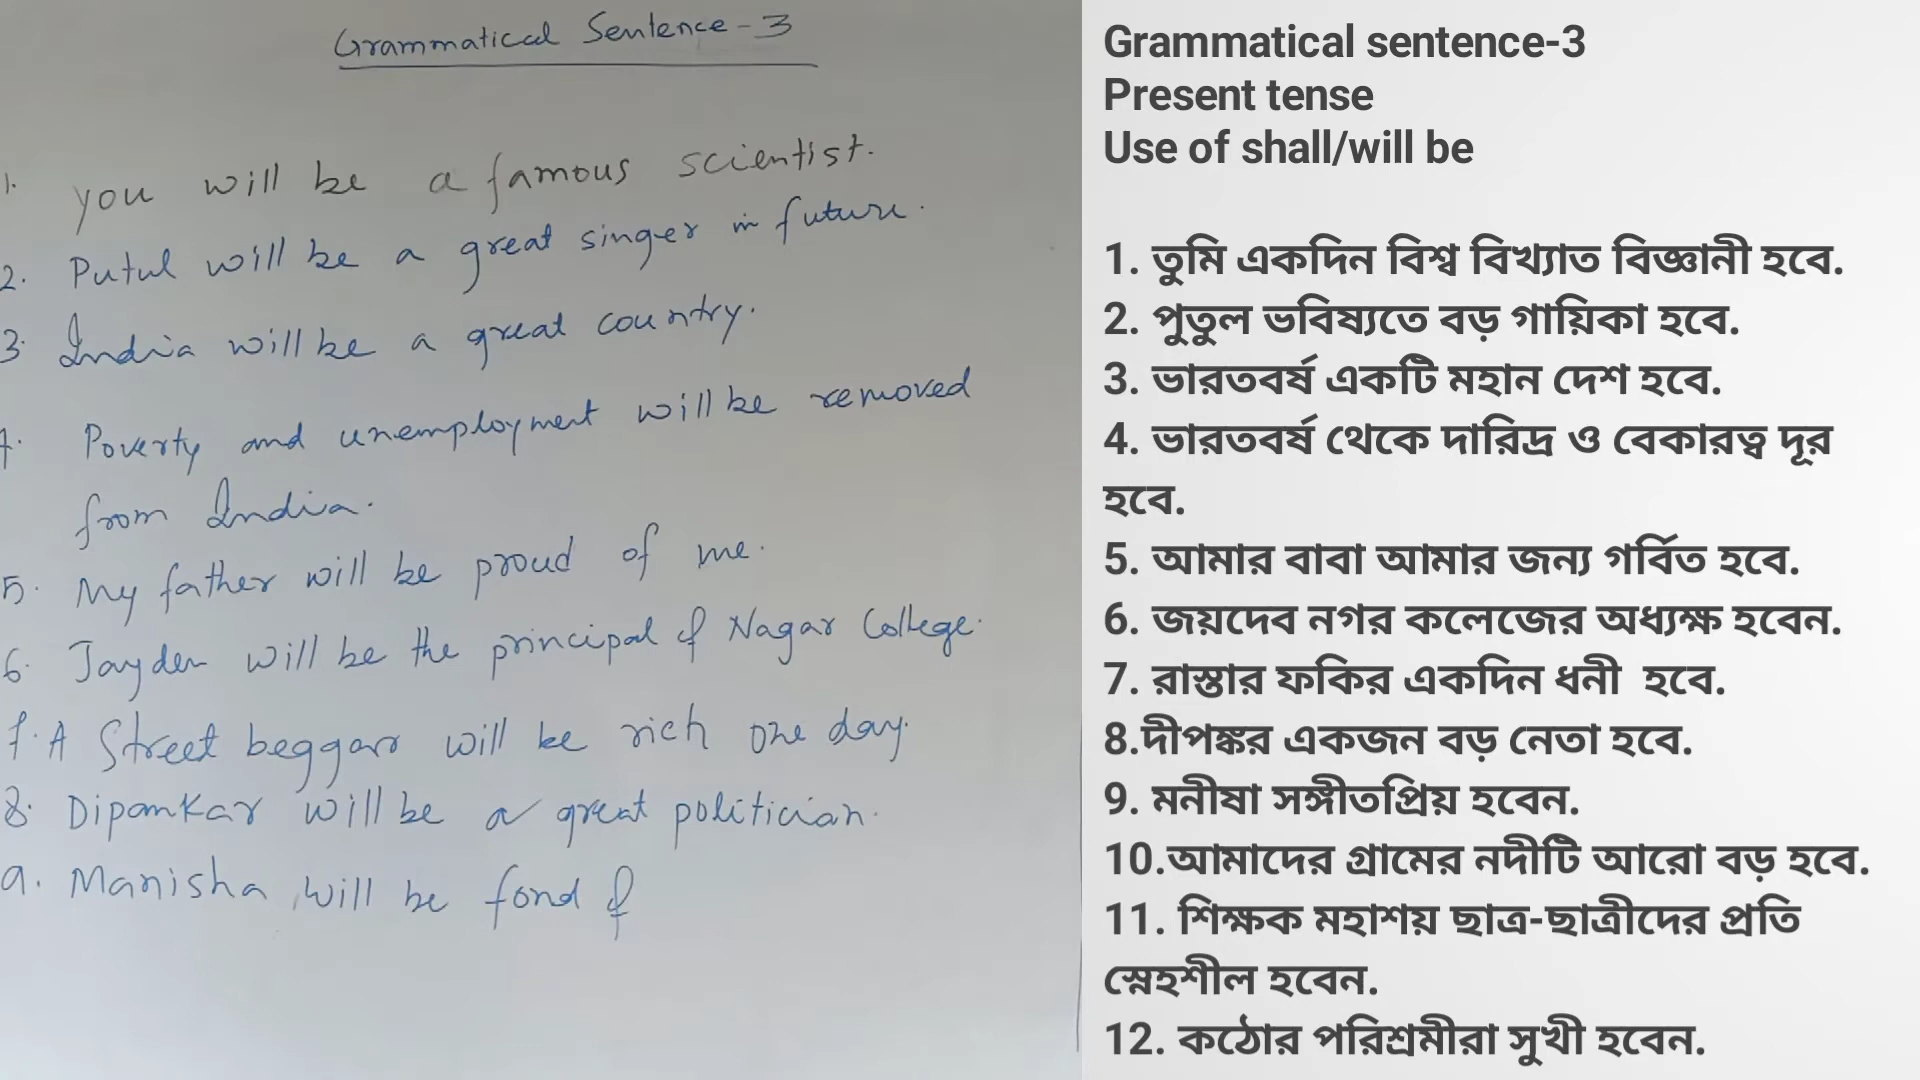 Grammatical Sentence-3
1. you will be a famous scientist.
2. Putul will be a great singer in future.
3. India will be a great country.
4. Poverty and unemployment will be removed
from India.
5. My father will be proud of me.
6. Jaydev will be the principal of Nagar College.
7. A Street beggar will be rich one day.
8. Dipankar will be a great politician.
9. Manisha will be fond of
Grammatical sentence-3
Present tense
Use of shall/will be
1. তুমি একদিন বিশ্ব বিখ্যাত বিজ্ঞানী হবে.
2. পুতুল ভবিষ্যতে বড় গায়িকা হবে.
3. ভারতবর্ষ একটি মহান দেশ হবে.
4. ভারতবর্ষ থেকে দারিদ্র ও বেকারত্ব দূর
হবে.
5. আমার বাবা আমার জন্য গর্বিত হবে.
6. জয়দেব নগর কলেজের অধ্যক্ষ হবেন.
7. রাস্তার ফকির একদিন ধনী  হবে.
8.দীপঙ্কর একজন বড় নেতা হবে.
9. মনীষা সঙ্গীতপ্রিয় হবেন.
10.আমাদের গ্রামের নদীটি আরো বড় হবে.
11. শিক্ষক মহাশয় ছাত্র-ছাত্রীদের প্রতি
স্নেহশীল হবেন.
12. কঠোর পরিশ্রমীরা সুখী হবেন.